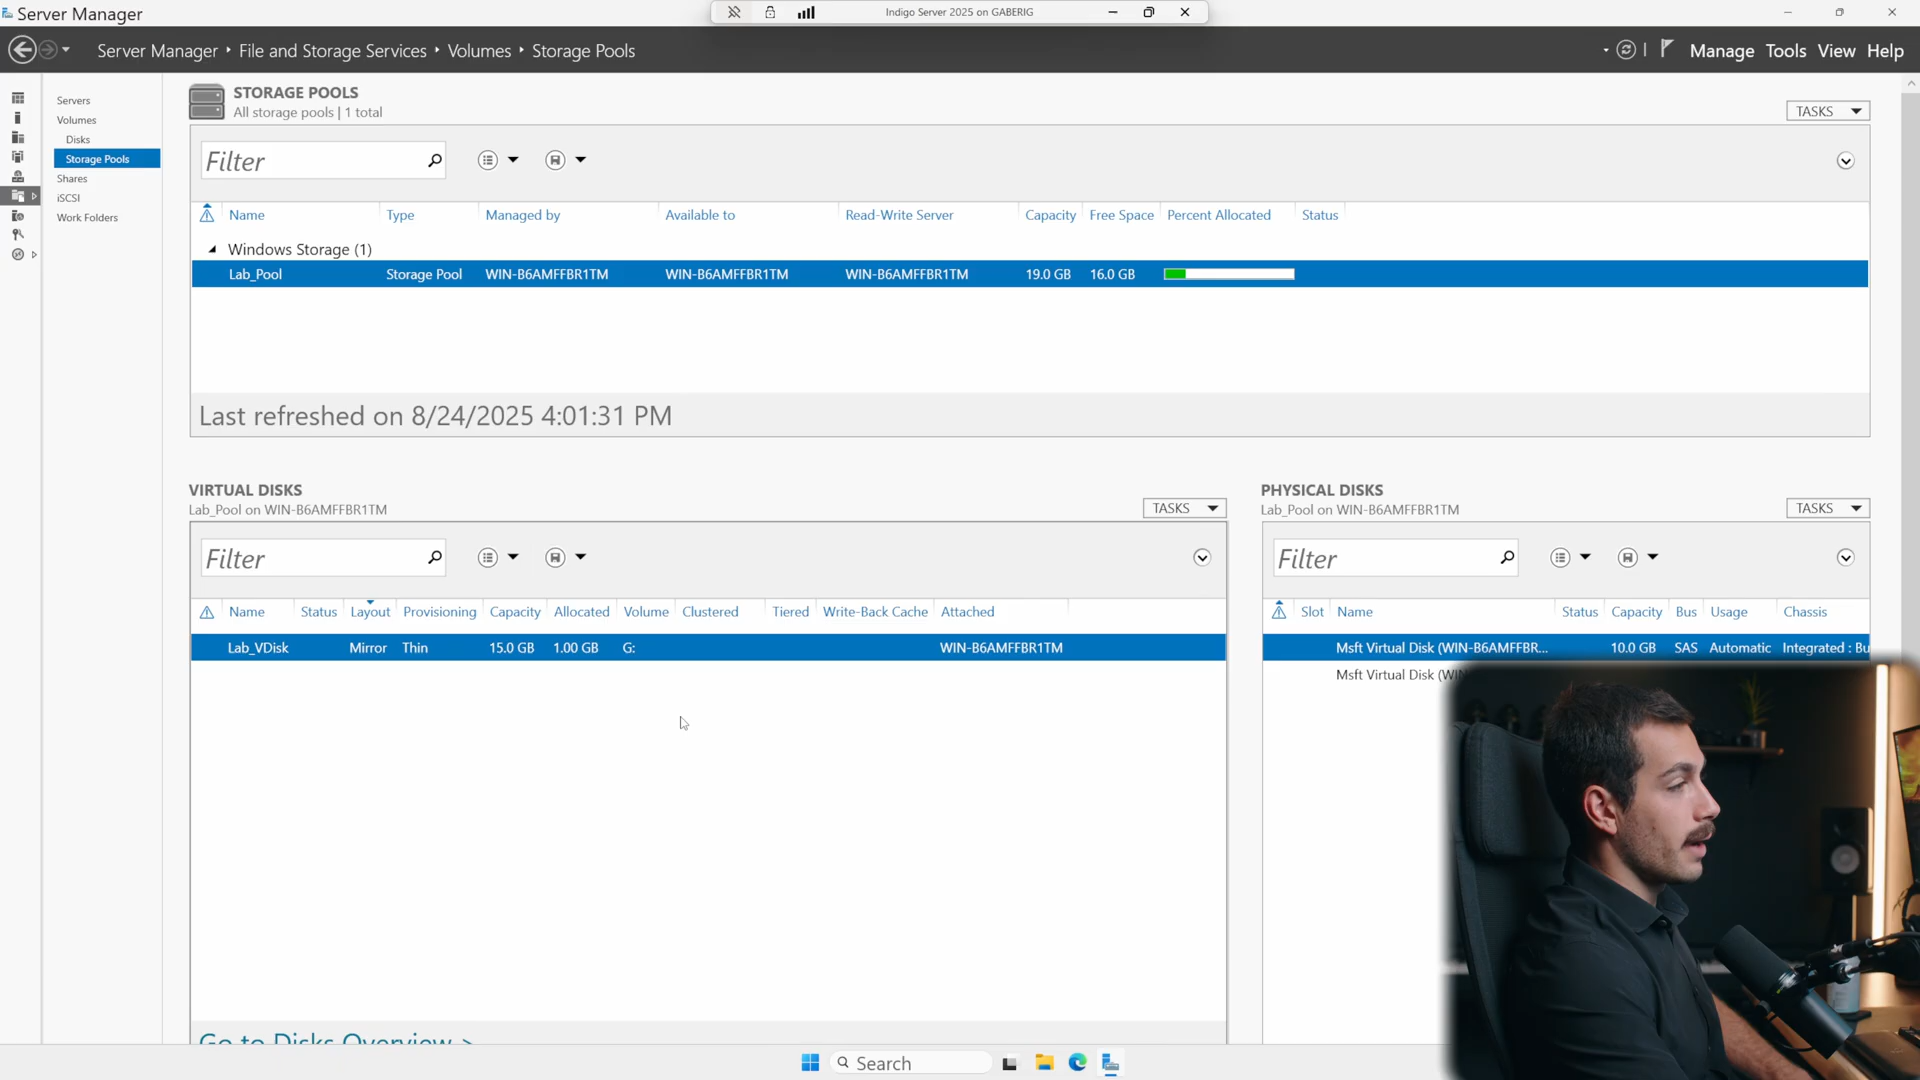 Server Manager
Indigo Server 2025 on GABERIG
Server Manager • File and Storage Services • Volumes • Storage Pools
Manage Tools View Help
Servers
Volumes
Disks
Storage Pools
Shares
iSCSI
Work Folders
STORAGE POOLS
All storage pools | 1 total
TASKS
Filter
Name Type Managed by Available to Read-Write Server Capacity Free Space Percent Allocated Status
Windows Storage (1)
Lab_Pool Storage Pool WIN-B6AMFFBR1TM WIN-B6AMFFBR1TM WIN-B6AMFFBR1TM 19.0 GB 16.0 GB
Last refreshed on 8/24/2025 4:01:31 PM
VIRTUAL DISKS
Lab_Pool on WIN-B6AMFFBR1TM
TASKS
Filter
Name Status Layout Provisioning Capacity Allocated Volume Clustered Tiered Write-Back Cache Attached
Lab_VDisk Mirror Thin 15.0 GB 1.00 GB G: WIN-B6AMFFBR1TM
Go to Disks Overview >
PHYSICAL DISKS
Lab_Pool on WIN-B6AMFFBR1TM
TASKS
Filter
Slot Name Status Capacity Bus Usage Chassis
Msft Virtual Disk (WIN-B6AMFFBR... 10.0 GB SAS Automatic Integrated : Bu
Msft Virtual Disk (WIN
Search